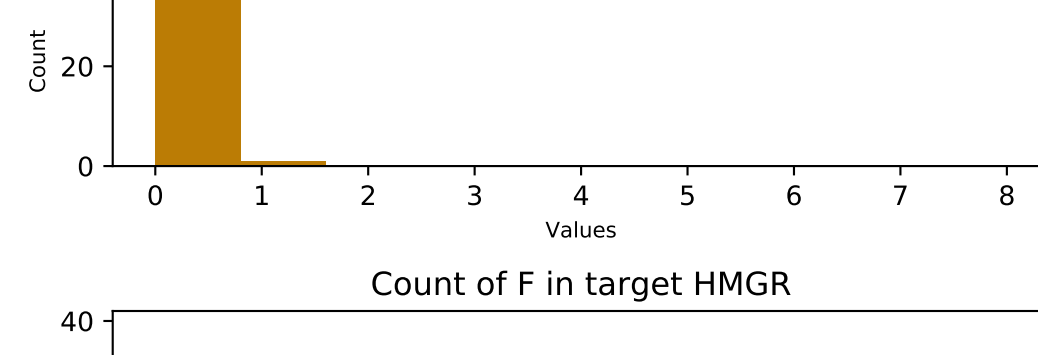 Count
20
0
0 1 2 3 4 5 6 7 8
Values
Count of F in target HMGR
40